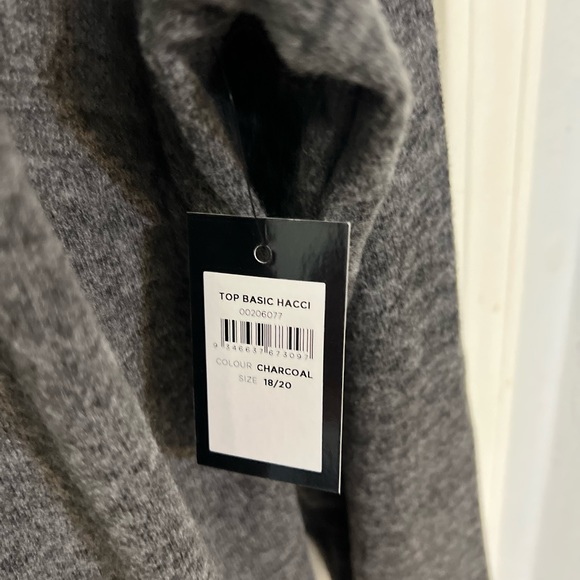 TOP BASIC HACCI
00206077
9 346637 673097
COLOUR CHARCOAL
SIZE 18/20